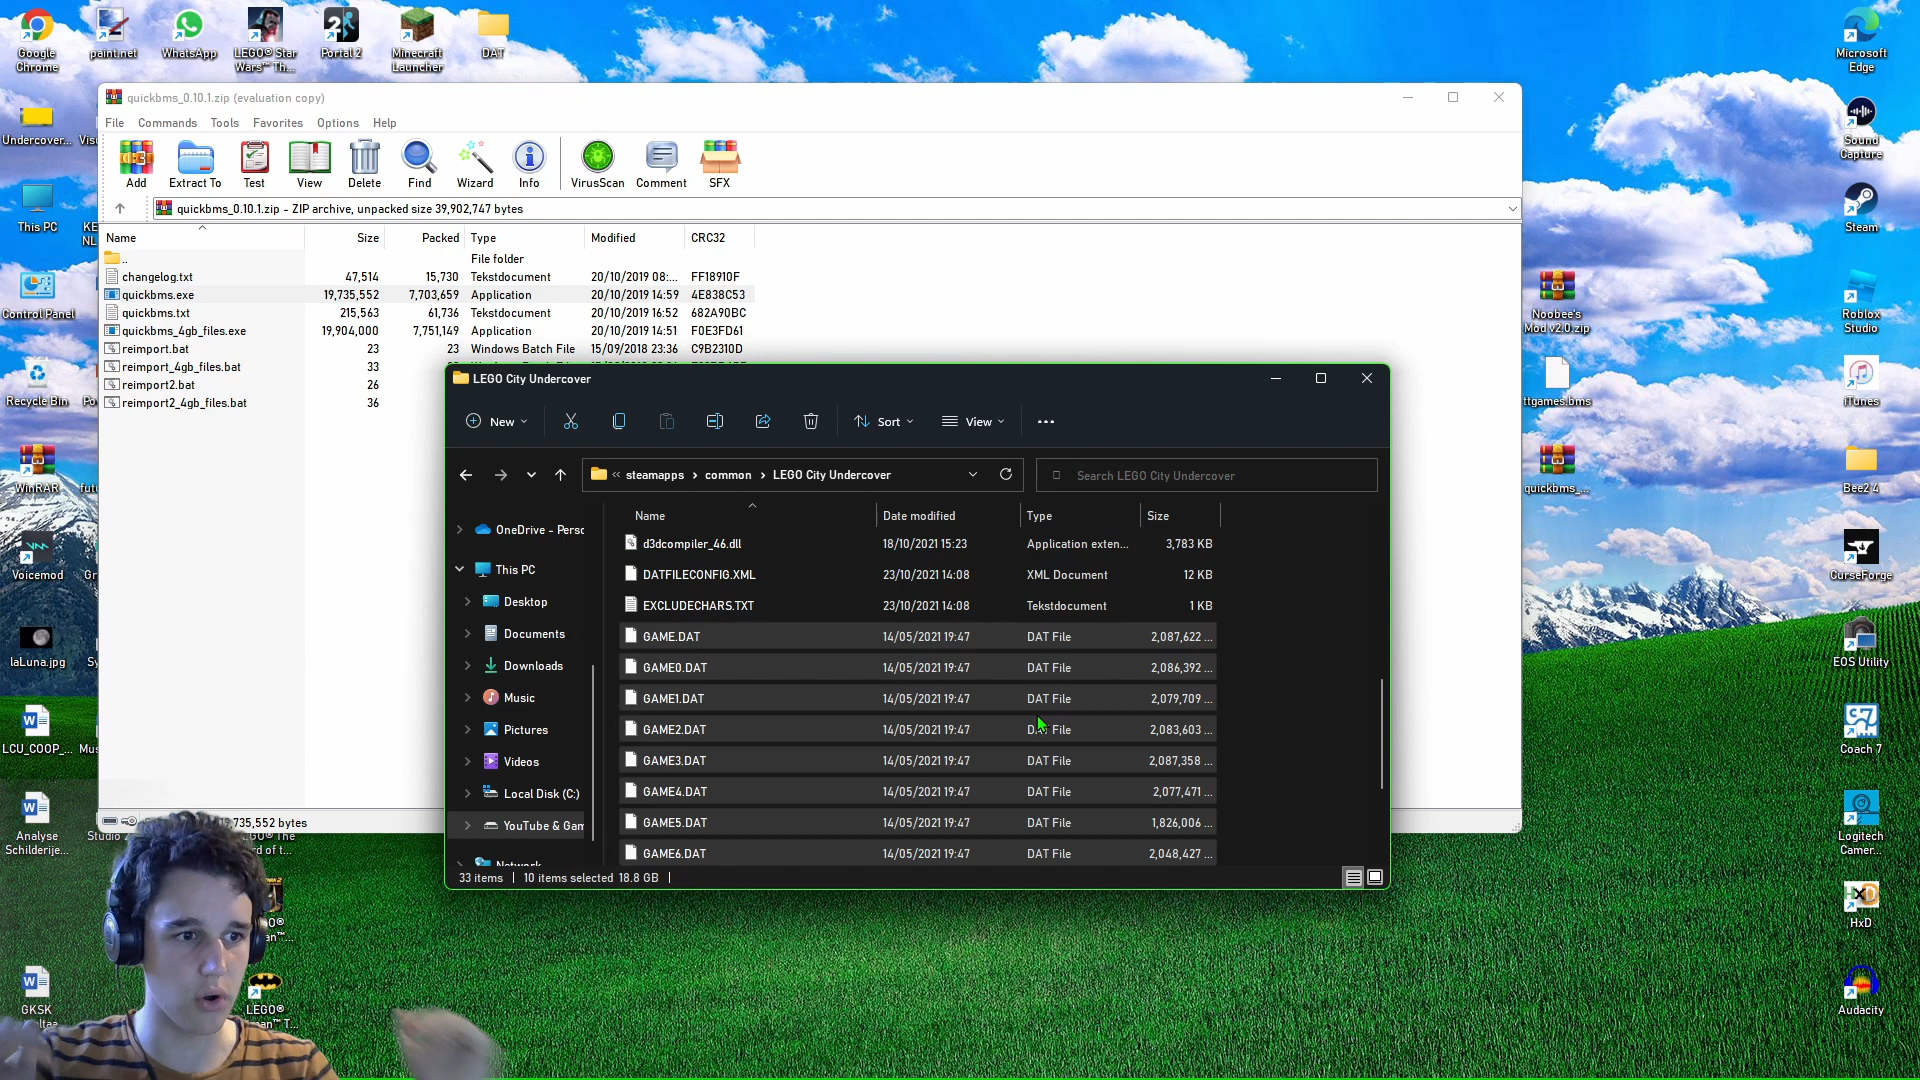 Google
Chrome
paint.net
WhatsApp
LEGO® Star
Wars™ Th...
Portal 2
Minecraft
Launcher
DAT
Microsoft
Edge
Undercover...
This PC
Control Panel
Recycle Bin
WinRAR
Voicemod
laLuna.jpg
LCU_COOP_...
Analyse
Schilderije...
GKSK
LEGO®
Sound
Capture
Steam
Noobee's
Mod v2.0.zip
Roblox
Studio
ttgames.bms
iTunes
quickbms_...
Bee2 4
CurseForge
EOS Utility
Coach 7
Logitech
Camer...
HxD
Audacity
quickbms_0.10.1.zip (evaluation copy)
File Commands Tools Favorites Options Help
Add Extract To Test View Delete Find Wizard Info VirusScan Comment SFX
quickbms_0.10.1.zip - ZIP archive, unpacked size 39,902,747 bytes
Name Size Packed Type Modified CRC32
.. File folder
changelog.txt 47,514 15,730 Tekstdocument 20/10/2019 08:... FF18910F
quickbms.exe 19,735,552 7,703,659 Application 20/10/2019 14:59 4E838C53
quickbms.txt 215,563 61,736 Tekstdocument 20/10/2019 16:52 682A90BC
quickbms_4gb_files.exe 19,904,000 7,751,149 Application 20/10/2019 14:51 F0E3FD61
reimport.bat 23 23 Windows Batch File 15/09/2018 23:36 C9B2310D
reimport_4gb_files.bat 33
reimport2.bat 26
reimport2_4gb_files.bat 36
735,552 bytes
LEGO City Undercover
New Sort View
« steamapps > common > LEGO City Undercover
Search LEGO City Undercover
Name Date modified Type Size
OneDrive - Perso
This PC
Desktop
Documents
Downloads
Music
Pictures
Videos
Local Disk (C:)
YouTube & Gam
Network
d3dcompiler_46.dll 18/10/2021 15:23 Application exten... 3,783 KB
DATFILECONFIG.XML 23/10/2021 14:08 XML Document 12 KB
EXCLUDECHARS.TXT 23/10/2021 14:08 Tekstdocument 1 KB
GAME.DAT 14/05/2021 19:47 DAT File 2,087,622 ...
GAME0.DAT 14/05/2021 19:47 DAT File 2,086,392 ...
GAME1.DAT 14/05/2021 19:47 DAT File 2,079,709 ...
GAME2.DAT 14/05/2021 19:47 DAT File 2,083,603 ...
GAME3.DAT 14/05/2021 19:47 DAT File 2,087,358 ...
GAME4.DAT 14/05/2021 19:47 DAT File 2,077,471 ...
GAME5.DAT 14/05/2021 19:47 DAT File 1,826,006 ...
GAME6.DAT 14/05/2021 19:47 DAT File 2,048,427 ...
33 items 10 items selected 18.8 GB